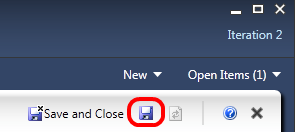 Iteration 2
New Open Items (1)
Save and Close